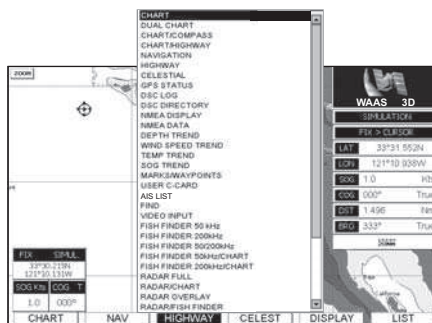 CHART
DUAL CHART
CHART/COMPASS
CHART/HIGHWAY
NAVIGATION
HIGHWAY
CELESTIAL
GPS STATUS
DSC LOG
DSC DIRECTORY
NMEA DISPLAY
NMEA DATA
DEPTH TREND
WIND SPEED TREND
TEMP TREND
SOG TREND
MARKS/WAYPOINTS
USER C-CARD
AIS LIST
FIND
VIDEO INPUT
FISH FINDER 50 kHz
FISH FINDER 200kHz
FISH FINDER 50/200kHz
FISH FINDER 50kHz/CHART
FISH FINDER 200kHz/CHART
RADAR FULL
RADAR/CHART
RADAR OVERLAY
RADAR/FISH FINDER
ZOOM
FIX SIMUL
33°30.219N
121°10.131W
SOG Kts COG T
1.0 000°
WAAS 3D
SIMULATION
FIX > CURSOR
LAT 33°31.552N
LON 121°10.938W
SOG 1.0 Kts
COG 000° True
DST 1.496 Nm
BRG 333° True
California
CHART NAV HIGHWAY CELEST DISPLAY LIST